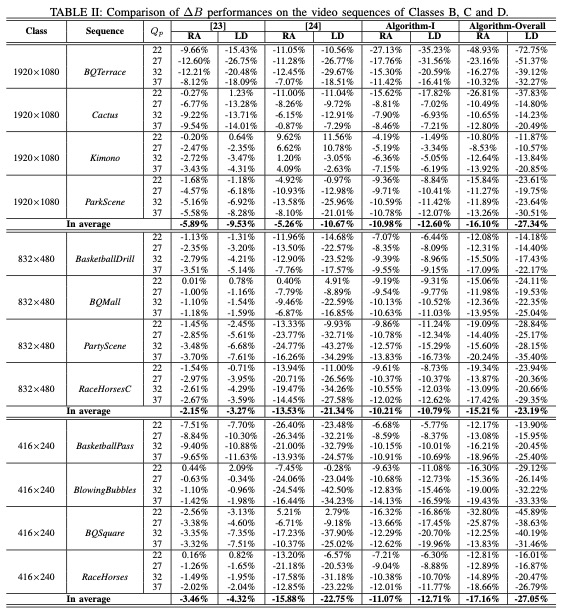 TABLE II: Comparison of ΔB performances on the video sequences of Classes B, C and D.
Class Sequence Qp [23] [24] Algorithm-I Algorithm-Overall
RA LD RA LD RA LD RA LD
22 -9.66% -15.43% -11.05% -10.56% -27.13% -35.23% -48.93% -72.75%
27 -12.60% -26.75% -11.28% -26.77% -17.76% -31.56% -23.16% -51.37%
1920×1080 BQTerrace 32 -12.21% -20.48% -12.45% -29.67% -15.30% -20.59% -16.27% -39.12%
37 -8.12% -18.09% -7.07% -18.51% -11.42% -16.41% -10.32% -32.27%
22 -0.27% 1.23% -11.00% -11.04% -15.62% -17.82% -26.81% -37.83%
27 -6.77% -13.28% -8.26% -9.72% -8.81% -7.02% -10.49% -14.80%
1920×1080 Cactus 32 -9.22% -13.71% -6.15% -12.91% -7.90% -6.93% -10.65% -14.23%
37 -9.54% -14.01% -0.87% -7.29% -8.46% -7.21% -12.80% -20.49%
22 -0.20% 0.64% 9.62% 11.56% -4.19% -1.49% -10.80% -11.87%
27 -2.47% -2.35% 6.62% 10.78% -5.19% -3.34% -8.53% -10.57%
1920×1080 Kimono 32 -2.72% -3.47% 1.20% -3.05% -6.36% -5.05% -12.64% -13.84%
37 -3.43% -4.31% 4.09% -2.63% -7.15% -6.19% -13.92% -20.85%
22 -1.68% -1.18% -4.92% -0.97% -9.36% -8.84% -15.84% -23.61%
27 -4.57% -6.18% -10.93% -12.98% -9.71% -10.41% -11.27% -19.75%
1920×1080 ParkScene 32 -5.16% -6.92% -13.58% -25.96% -10.59% -11.42% -11.89% -23.64%
37 -5.58% -8.28% -8.10% -21.01% -10.78% -12.07% -13.26% -30.51%
In average -5.89% -9.53% -5.26% -10.67% -10.98% -12.60% -16.10% -27.34%
22 -1.13% -1.31% -11.96% -14.68% -7.07% -6.44% -12.08% -14.18%
27 -2.35% -3.20% -13.50% -22.57% -8.35% -8.09% -12.31% -14.40%
832×480 BasketballDrill 32 -2.79% -4.21% -12.90% -23.52% -9.39% -8.96% -15.50% -17.43%
37 -3.51% -5.14% -7.76% -17.57% -9.55% -9.15% -17.09% -22.17%
22 0.01% 0.78% 0.40% 4.91% -9.19% -9.31% -15.06% -24.11%
27 -1.00% -1.16% -7.79% -8.89% -9.54% -9.77% -11.98% -19.53%
832×480 BQMall 32 -1.10% -1.54% -9.46% -22.59% -10.13% -10.52% -12.36% -22.35%
37 -1.18% -1.59% -6.87% -16.85% -10.63% -11.03% -13.95% -25.04%
22 -1.45% -2.45% -13.33% -9.93% -9.86% -11.24% -19.09% -28.84%
27 -2.85% -5.61% -23.77% -32.71% -10.78% -12.34% -14.40% -25.17%
832×480 PartyScene 32 -3.48% -6.68% -24.77% -43.27% -12.57% -15.29% -15.60% -28.15%
37 -3.70% -7.61% -16.26% -34.29% -13.83% -16.73% -20.24% -35.40%
22 -1.54% -0.71% -13.94% -11.00% -9.61% -8.73% -19.34% -23.94%
27 -2.97% -3.95% -20.71% -26.56% -10.37% -10.37% -13.87% -20.36%
832×480 RaceHorsesC 32 -2.61% -4.29% -19.47% -34.26% -10.55% -12.03% -13.09% -20.66%
37 -2.67% -3.59% -14.45% -27.58% -12.02% -12.62% -17.42% -29.35%
In average -2.15% -3.27% -13.53% -21.34% -10.21% -10.79% -15.21% -23.19%
22 -7.51% -7.70% -26.40% -23.48% -6.68% -5.77% -12.17% -13.90%
27 -8.84% -10.30% -26.34% -32.21% -8.59% -8.37% -13.08% -15.95%
416×240 BasketballPass 32 -9.40% -10.88% -21.00% -32.79% -10.15% -10.01% -16.21% -20.45%
37 -9.65% -11.63% -13.93% -24.57% -10.91% -10.69% -18.96% -25.40%
22 0.44% 2.09% -7.45% -0.28% -9.63% -11.08% -16.30% -29.12%
27 -0.63% -0.34% -24.06% -23.04% -10.68% -12.73% -15.36% -26.14%
416×240 BlowingBubbles 32 -1.10% -0.96% -24.54% -42.50% -12.83% -15.46% -19.00% -32.22%
37 -1.42% -1.98% -16.44% -34.23% -14.13% -16.59% -19.43% -33.33%
22 -2.56% -3.13% 5.21% 2.79% -16.32% -16.86% -32.80% -45.89%
27 -3.38% -4.60% -6.71% -9.18% -13.66% -17.45% -25.87% -38.63%
416×240 BQSquare 32 -3.35% -7.35% -17.23% -37.90% -12.29% -20.70% -12.25% -40.19%
37 -3.32% -7.51% -10.37% -25.02% -12.62% -19.96% -13.83% -31.46%
22 0.16% 0.82% -13.20% -6.57% -7.21% -6.30% -12.81% -16.01%
27 -1.26% -1.65% -21.18% -20.53% -9.04% -8.88% -12.89% -16.87%
416×240 RaceHorses 32 -1.49% -1.95% -17.58% -31.18% -10.38% -10.70% -14.89% -20.47%
37 -2.02% -2.04% -12.85% -23.22% -12.01% -11.77% -18.66% -26.79%
In average -3.46% -4.32% -15.88% -22.75% -11.07% -12.71% -17.16% -27.05%